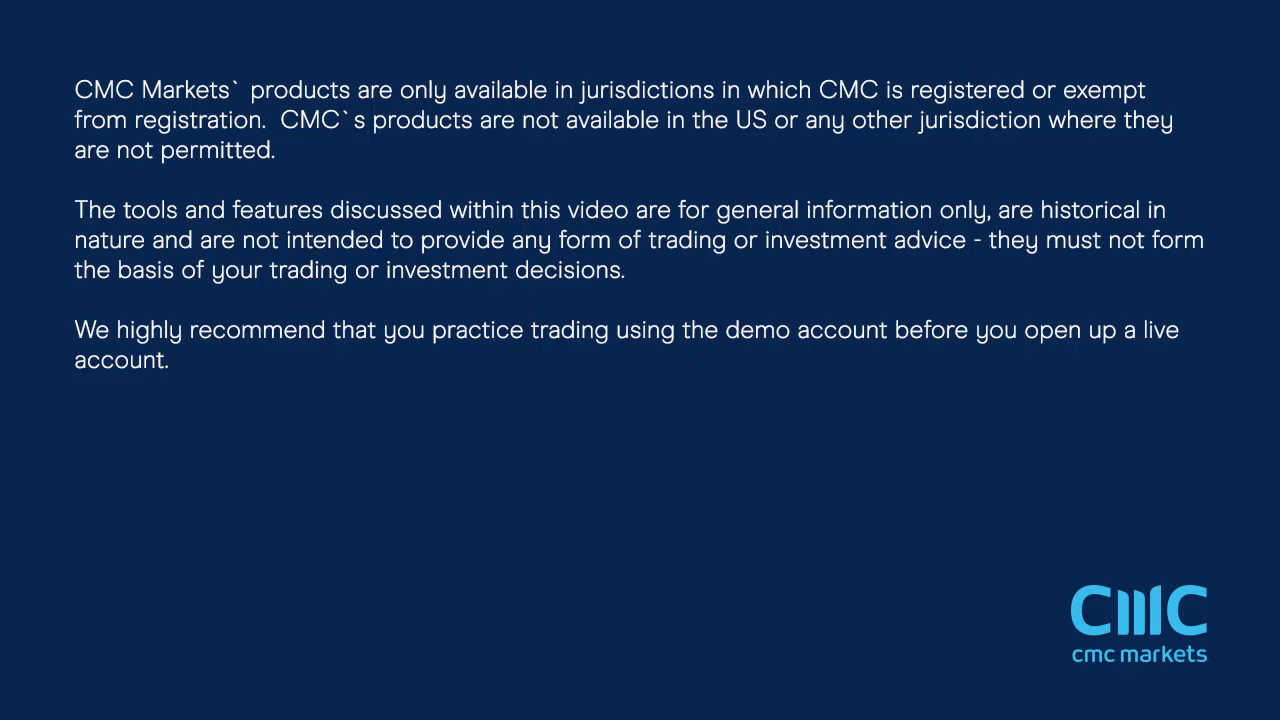 CMC Markets` products are only available in jurisdictions in which CMC is registered or exempt
from registration.  CMC`s products are not available in the US or any other jurisdiction where they
are not permitted.
The tools and features discussed within this video are for general information only, are historical in
nature and are not intended to provide any form of trading or investment advice - they must not form
the basis of your trading or investment decisions.
We highly recommend that you practice trading using the demo account before you open up a live
account.
CMC
cmc markets